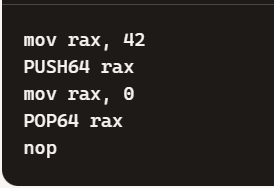 mov rax, 42
PUSH64 rax
mov rax, 0
POP64 rax
nop